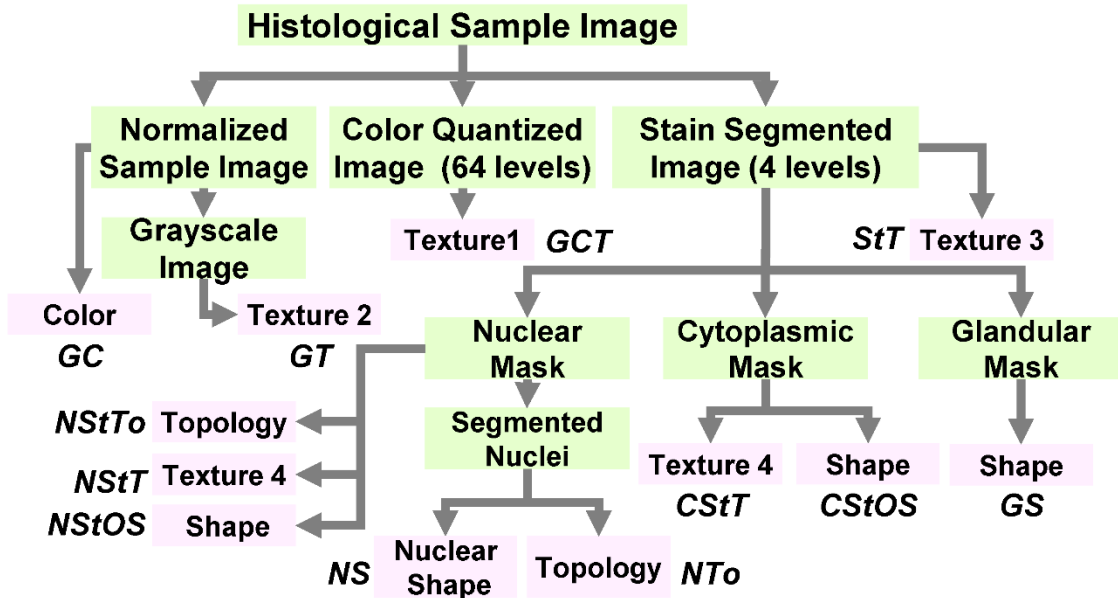 Histological Sample Image
Normalized
Sample Image
Color Quantized
Image (64 levels)
Stain Segmented
Image (4 levels)
Grayscale
Image
Texture1
GCT
StT
Texture 3
Color
GC
Texture 2
GT
Nuclear
Mask
Cytoplasmic
Mask
Glandular
Mask
NStTo
Topology
NStT
Texture 4
NStOS
Shape
Segmented
Nuclei
Texture 4
CStT
Shape
CStOS
Shape
GS
NS
Nuclear
Shape
Topology
NTo